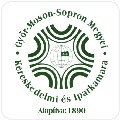 • Győr-Moson-Sopron Megyei •
Kereskedelmi és Iparkamara
Alapítva: 1890